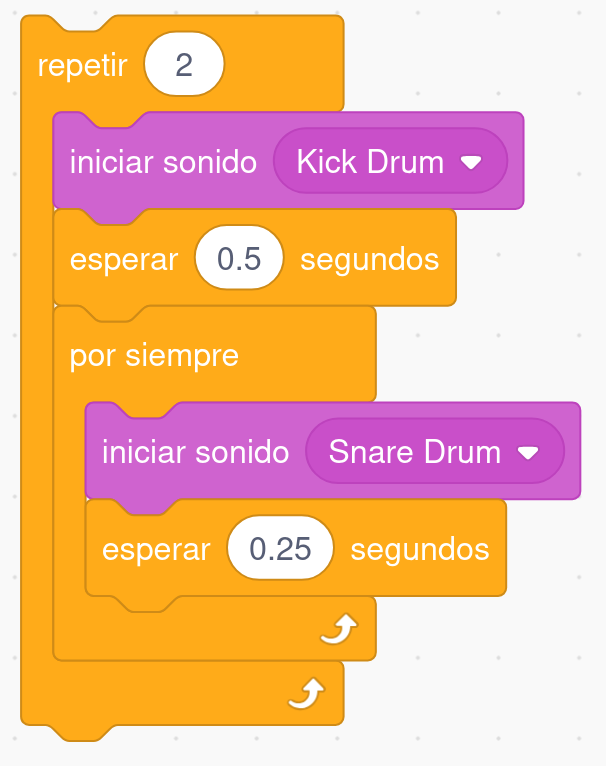 repetir 2
iniciar sonido Kick Drum
esperar 0.5 segundos
por siempre
iniciar sonido Snare Drum
esperar 0.25 segundos